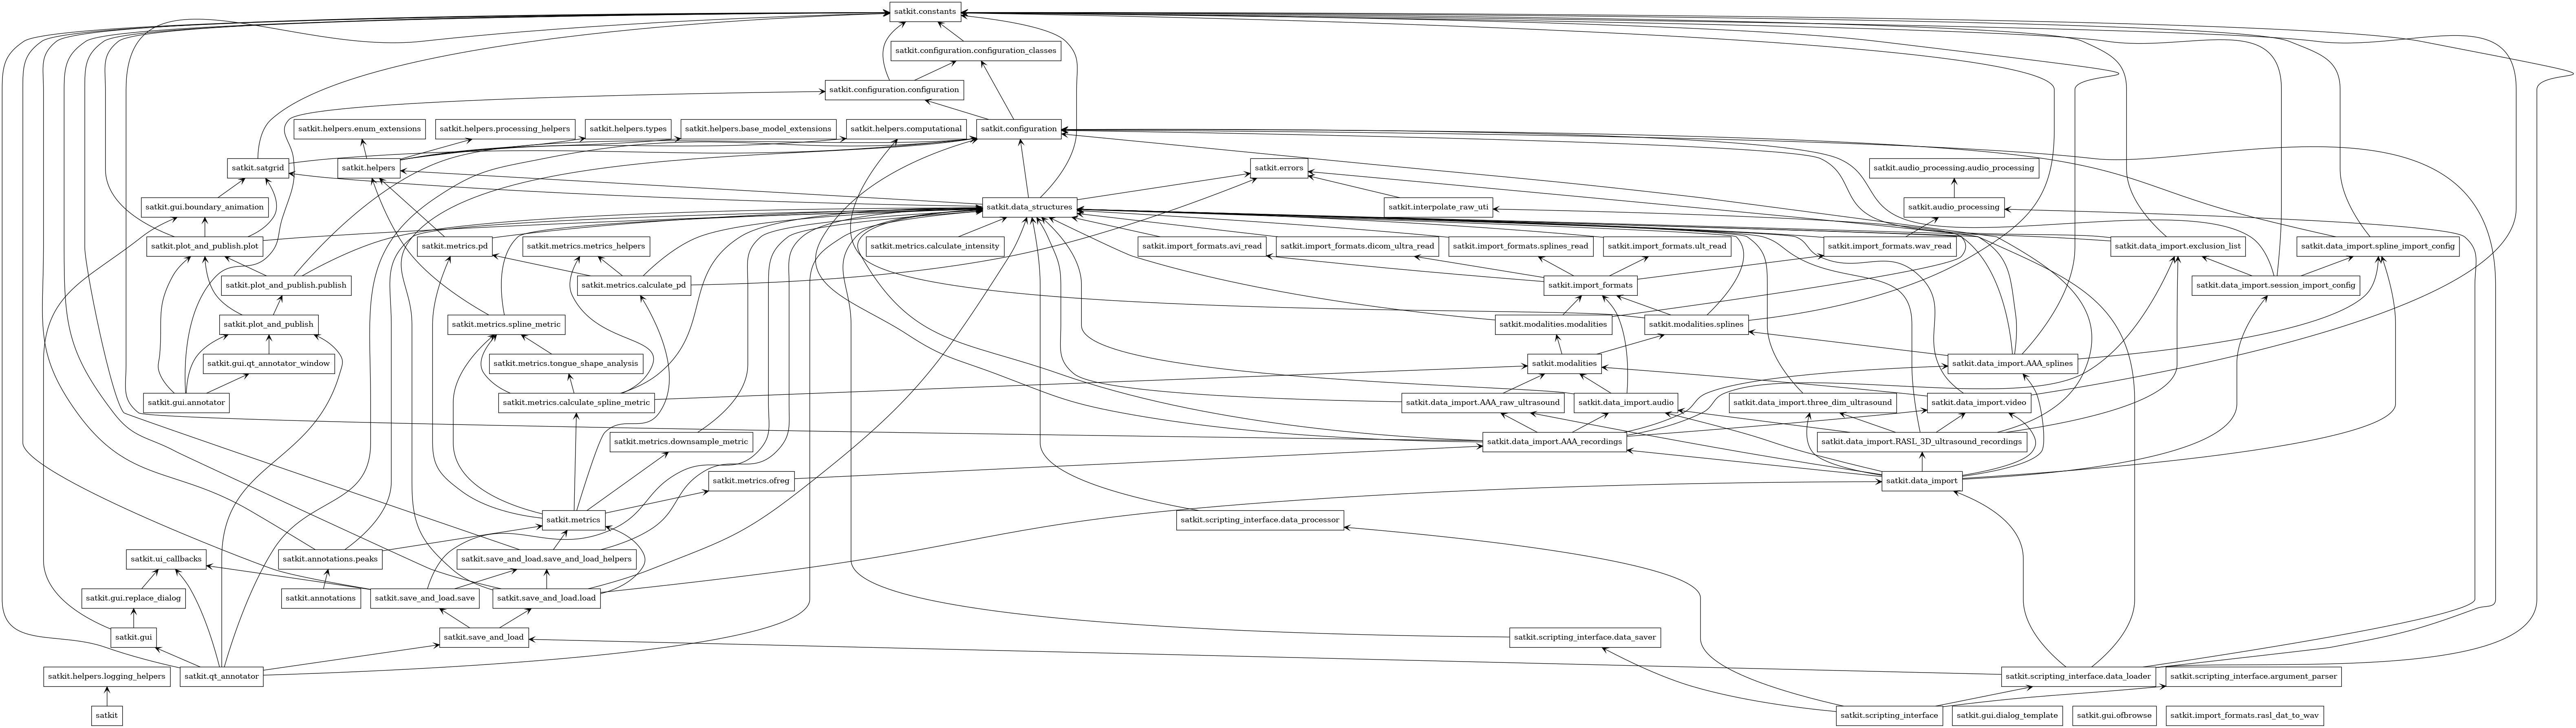 satkit.constants
satkit.configuration.configuration_classes
satkit.configuration.configuration
satkit.helpers.enum_extensions
satkit.helpers.processing_helpers
satkit.helpers.types
satkit.helpers.base_model_extensions
satkit.helpers.computational
satkit.configuration
satkit.satgrid
satkit.helpers
satkit.errors
satkit.audio_processing.audio_processing
satkit.gui.boundary_animation
satkit.data_structures
satkit.interpolate_raw_uti
satkit.audio_processing
satkit.plot_and_publish.plot
satkit.metrics.pd
satkit.metrics.metrics_helpers
satkit.metrics.calculate_intensity
satkit.import_formats.avi_read
satkit.import_formats.dicom_ultra_read
satkit.import_formats.splines_read
satkit.import_formats.ult_read
satkit.import_formats.wav_read
satkit.data_import.exclusion_list
satkit.data_import.spline_import_config
satkit.plot_and_publish.publish
satkit.metrics.calculate_pd
satkit.import_formats
satkit.data_import.session_import_config
satkit.plot_and_publish
satkit.metrics.spline_metric
satkit.modalities.modalities
satkit.modalities.splines
satkit.gui.qt_annotator_window
satkit.metrics.tongue_shape_analysis
satkit.modalities
satkit.data_import.AAA_splines
satkit.gui.annotator
satkit.metrics.calculate_spline_metric
satkit.data_import.AAA_raw_ultrasound
satkit.data_import.audio
satkit.data_import.three_dim_ultrasound
satkit.data_import.video
satkit.metrics.downsample_metric
satkit.data_import.AAA_recordings
satkit.data_import.RASL_3D_ultrasound_recordings
satkit.metrics.ofreg
satkit.data_import
satkit.metrics
satkit.scripting_interface.data_processor
satkit.ui_callbacks
satkit.annotations.peaks
satkit.save_and_load.save_and_load_helpers
satkit.gui.replace_dialog
satkit.annotations
satkit.save_and_load.save
satkit.save_and_load.load
satkit.gui
satkit.save_and_load
satkit.scripting_interface.data_saver
satkit.helpers.logging_helpers
satkit.qt_annotator
satkit.scripting_interface.data_loader
satkit.scripting_interface.argument_parser
satkit
satkit.scripting_interface
satkit.gui.dialog_template
satkit.gui.ofbrowse
satkit.import_formats.rasl_dat_to_wav